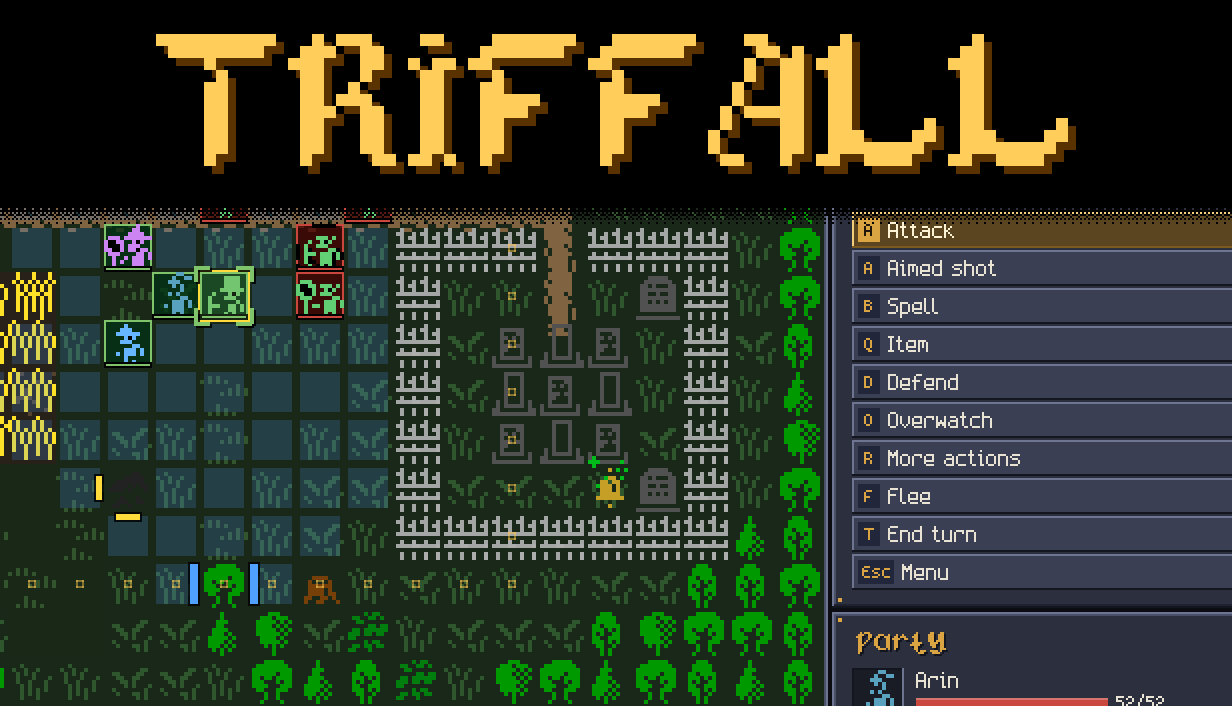 TRIFFALL
A Attack
A Aimed shot
B Spell
Q Item
D Defend
O Overwatch
R More actions
F Flee
T End turn
Esc Menu
Party
Arin
52/52